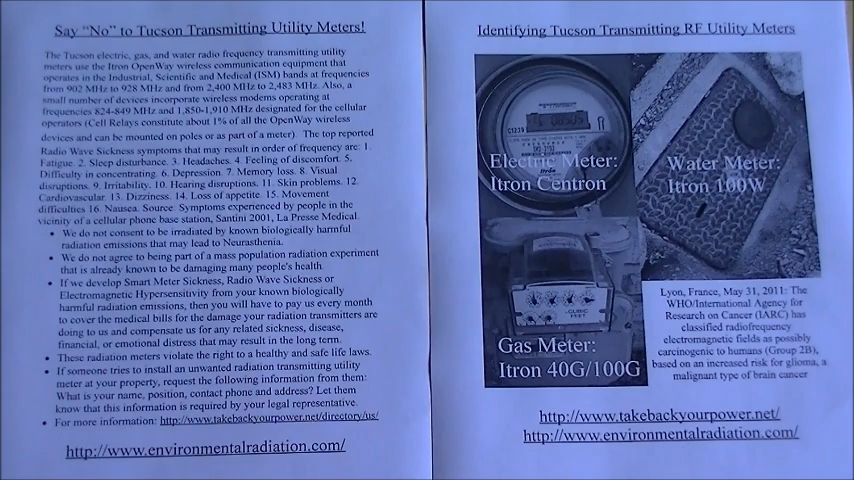 Say “No” to Tucson Transmitting Utility Meters!
The Tucson electric, gas, and water radio frequency transmitting utility
meters use the Itron OpenWay wireless communication equipment that
operates in the Industrial, Scientific and Medical (ISM) bands at frequencies
from 902 MHz to 928 MHz and from 2,400 MHz to 2,483 MHz. Also, a
small number of devices incorporate wireless modems operating at
frequencies 824-849 MHz and 1,850-1,910 MHz designated for the cellular
operators (Cell Relays constitute about 1% of all the OpenWay wireless
devices and can be mounted on poles or as part of a meter). The top reported
Radio Wave Sickness symptoms that may result in order of frequency are: 1.
Fatigue. 2. Sleep disturbance. 3. Headaches. 4. Feeling of discomfort. 5.
Difficulty in concentrating. 6. Depression. 7. Memory loss. 8. Visual
disruptions. 9. Irritability. 10. Hearing disruptions. 11. Skin problems. 12.
Cardiovascular. 13. Dizziness. 14. Loss of appetite. 15. Movement
difficulties 16. Nausea. Source: Symptoms experienced by people in the
vicinity of a cellular phone base station, Santini 2001, La Presse Medical.
• We do not consent to be irradiated by known biologically harmful
radiation emissions that may lead to Neurasthenia.
• We do not agree to being part of a mass population radiation experiment
that is already known to be damaging many people's health.
• If we develop Smart Meter Sickness, Radio Wave Sickness or
Electromagnetic Hypersensitivity from your known biologically
harmful radiation emissions, then you will have to pay us every month
to cover the medical bills for the damage your radiation transmitters are
doing to us and compensate us for any related sickness, disease,
financial, or emotional distress that may result in the long term.
• These radiation meters violate the right to a healthy and safe life laws.
• If someone tries to install an unwanted radiation transmitting utility
meter at your property, request the following information from them:
What is your name, position, contact phone and address? Let them
know that this information is required by your legal representative.
• For more information: http://www.takebackyourpower.net/directory/us/
http://www.environmentalradiation.com/
Identifying Tucson Transmitting RF Utility Meters
Electric Meter:
Itron Centron
Water Meter:
Itron 100W
CUBIC
FEET
Gas Meter:
Itron 40G/100G
Lyon, France, May 31, 2011: The
WHO/International Agency for
Research on Cancer (IARC) has
classified radiofrequency
electromagnetic fields as possibly
carcinogenic to humans (Group 2B),
based on an increased risk for glioma, a
malignant type of brain cancer
http://www.takebackyourpower.net/
http://www.environmentalradiation.com/